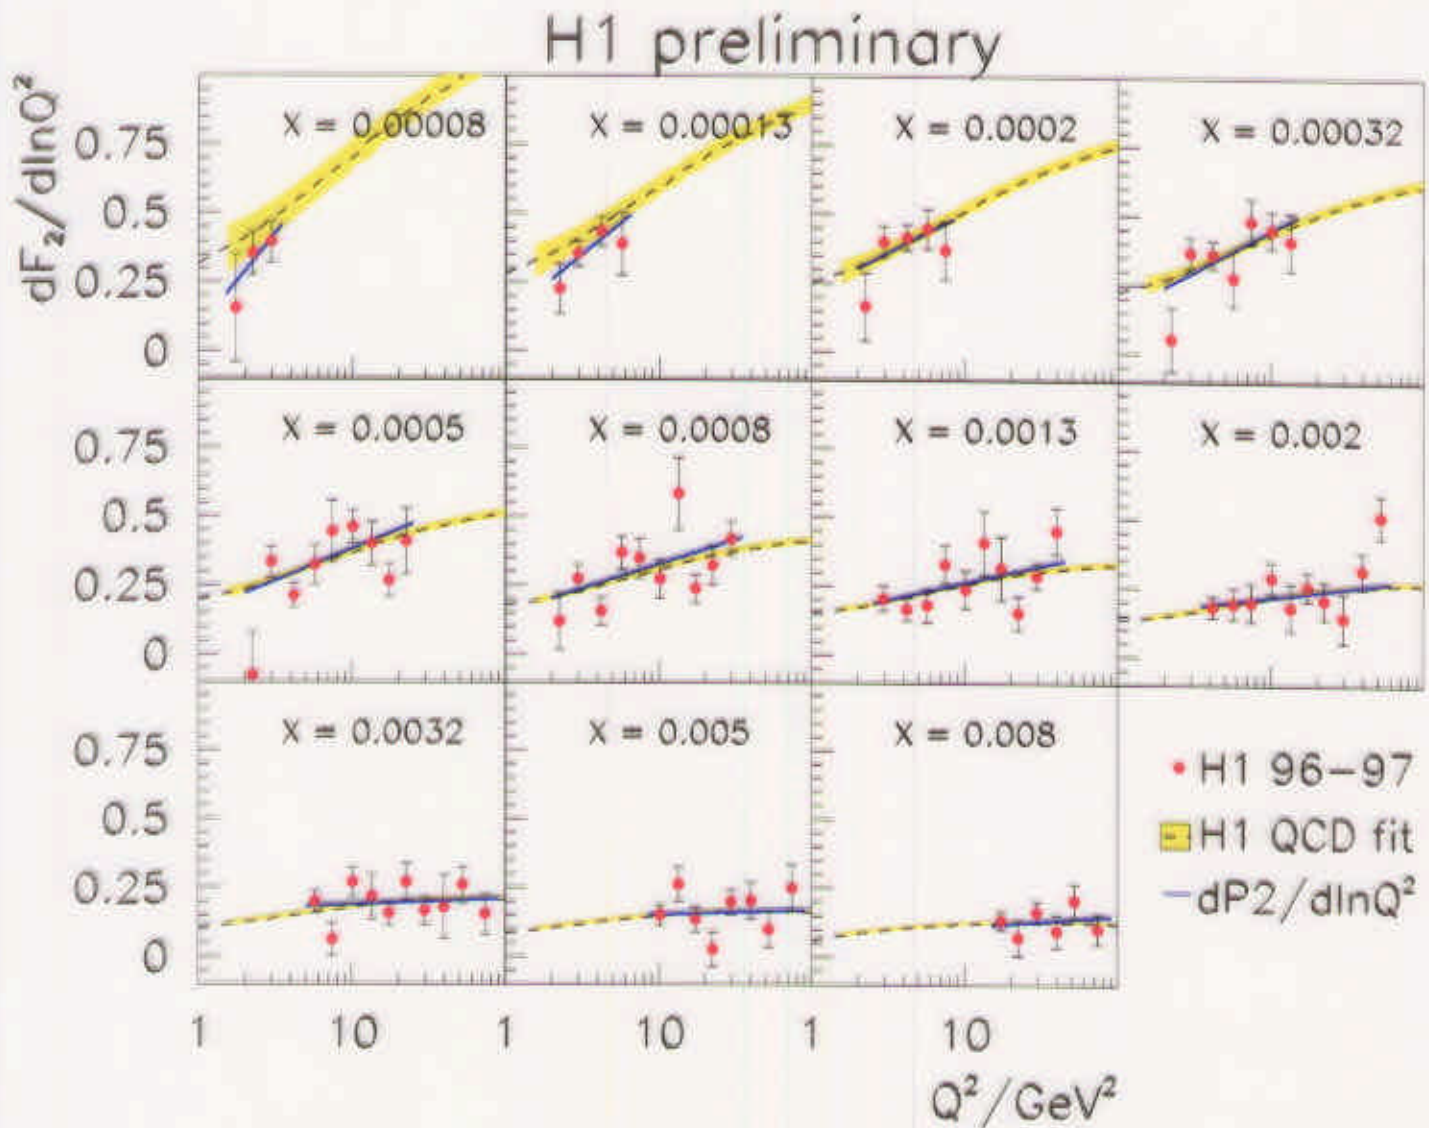 H1 preliminary
dF₂/dlnQ²
X = 0.00008
X = 0.00013
X = 0.0002
X = 0.00032
0.75
0.5
0.25
0
X = 0.0005
X = 0.0008
X = 0.0013
X = 0.002
0.75
0.5
0.25
0
X = 0.0032
X = 0.005
X = 0.008
0.75
0.5
0.25
0
H1 96-97
H1 QCD fit
dP2/dlnQ²
1 10 1 10 1 10
Q²/GeV²